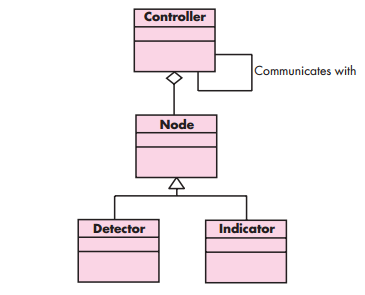 Controller
Communicates with
Node
Detector
Indicator